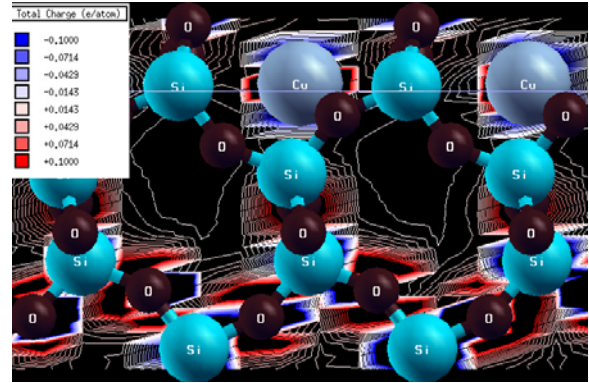 Total Charge (e/atom)
-0.1000
-0.0714
-0.0429
-0.0143
+0.0143
+0.0429
+0.0714
+0.1000
O O
Si Cu Si Cu
O O O O
Si Si Si
O O O
Si Si Si
O O O O O
Si Si